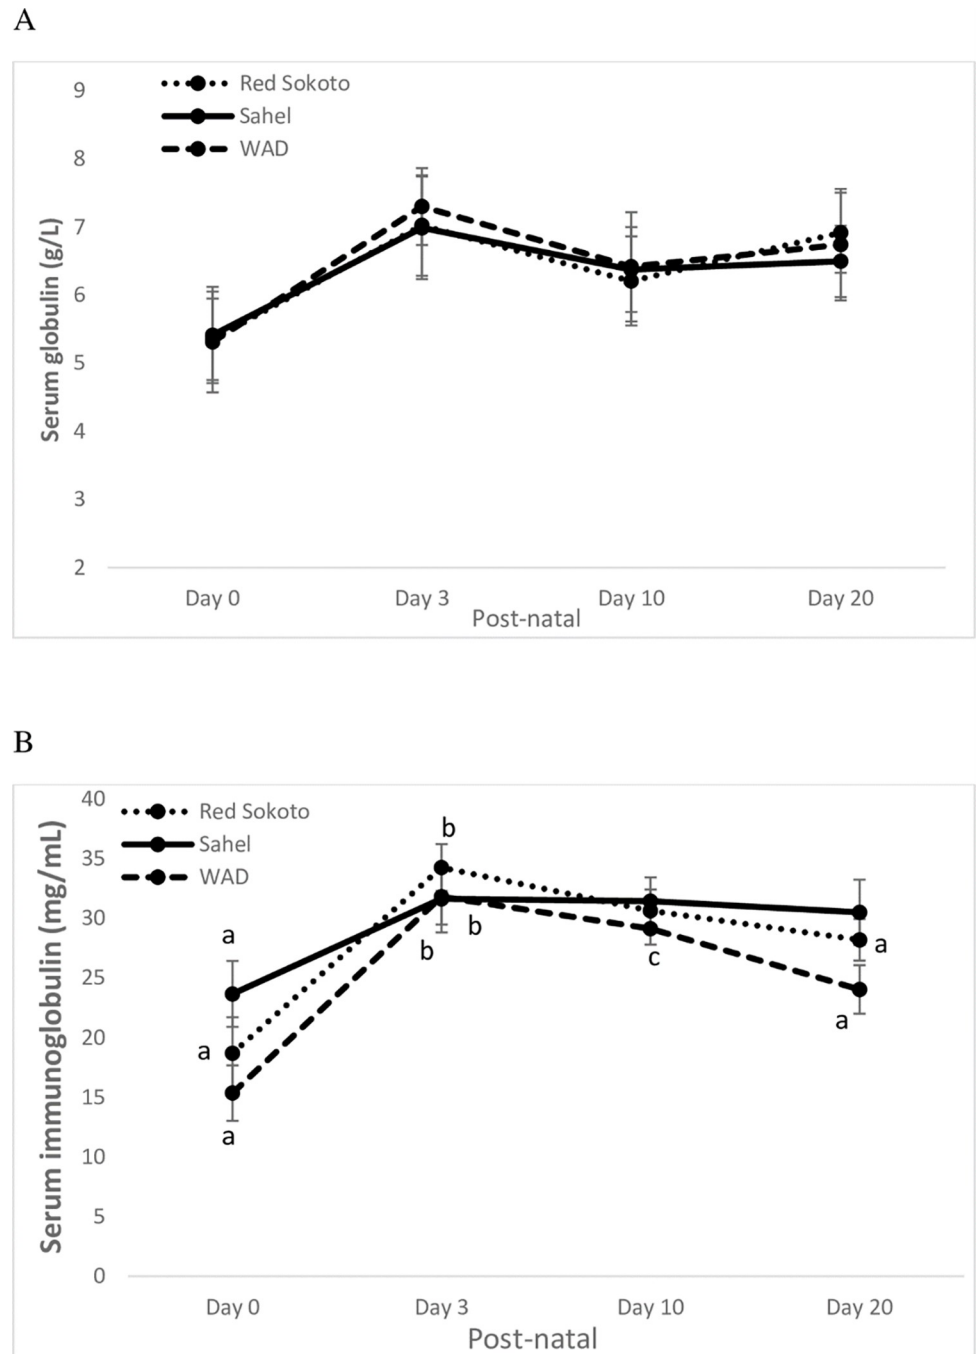 A
Red Sokoto
Sahel
WAD
Serum globulin (g/L)
9
8
7
6
5
4
3
2
Day 0 Day 3 Day 10 Day 20
Post-natal
B
Red Sokoto
Sahel
WAD
Serum immunoglobulin (mg/mL)
40
35
30
25
20
15
10
5
0
b
a
b
b
a
c
a
a
a
Day 0 Day 3 Day 10 Day 20
Post-natal